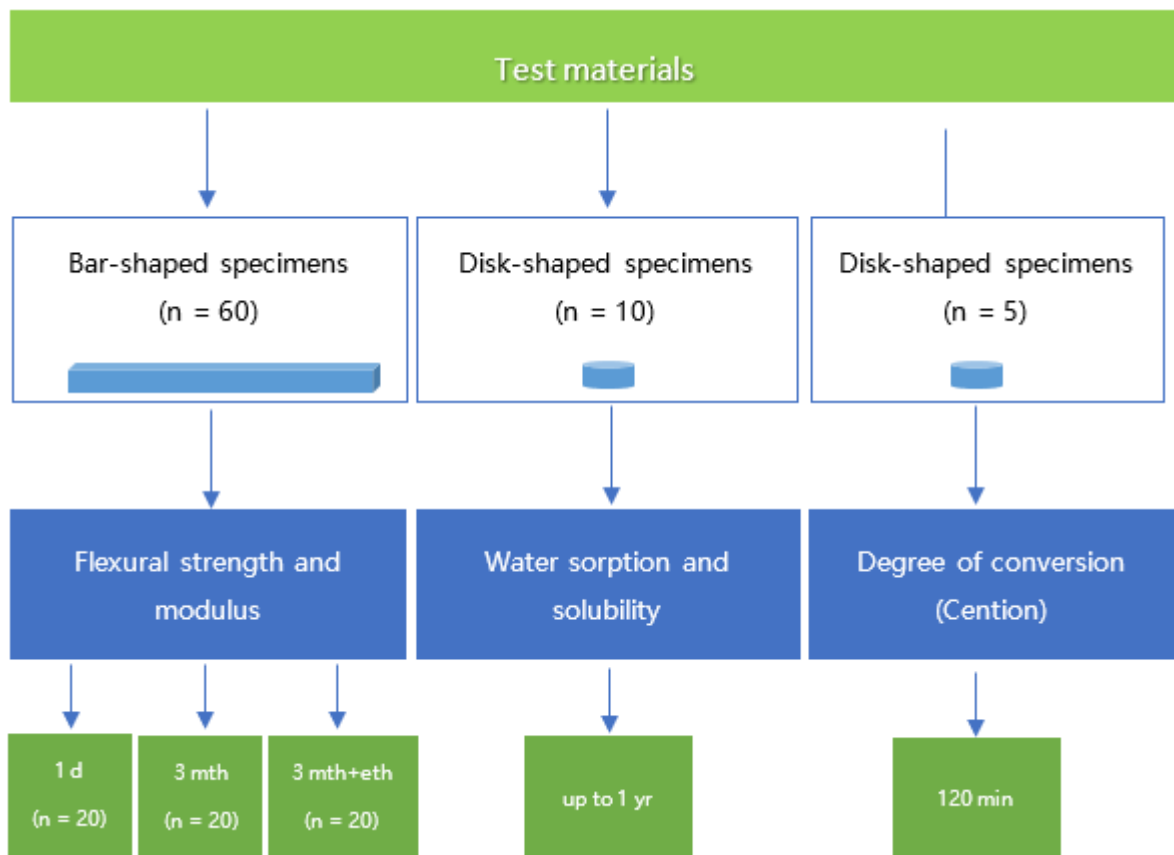 Test materials
Bar-shaped specimens
(n = 60)
Disk-shaped specimens
(n = 10)
Disk-shaped specimens
(n = 5)
Flexural strength and
modulus
Water sorption and
solubility
Degree of conversion
(Cention)
1 d
(n = 20)
3 mth
(n = 20)
3 mth+eth
(n = 20)
up to 1 yr
120 min